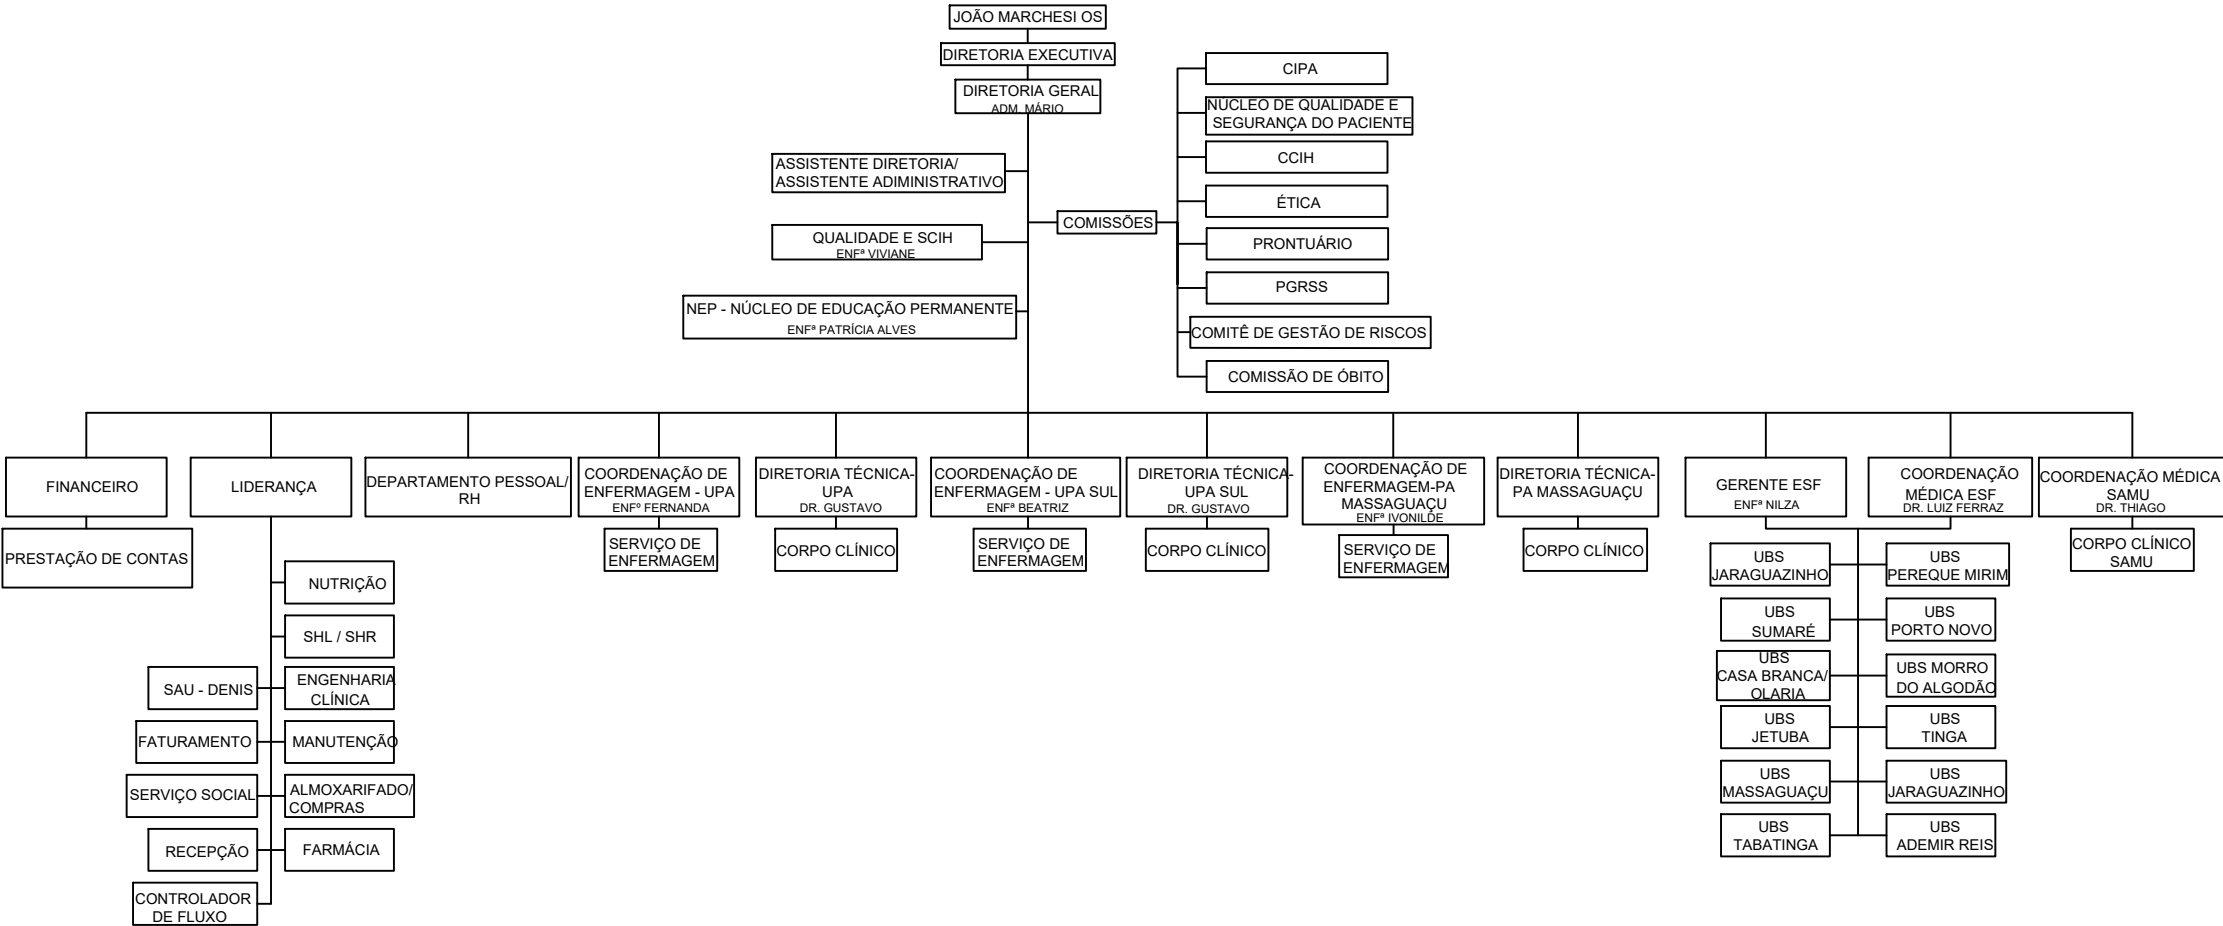 JOÃO MARCHESI OS
DIRETORIA EXECUTIVA
DIRETORIA GERAL
ADM. MÁRIO
ASSISTENTE DIRETORIA/
ASSISTENTE ADIMINISTRATIVO
QUALIDADE E SCIH
ENFª VIVIANE
NEP - NÚCLEO DE EDUCAÇÃO PERMANENTE
ENFª PATRÍCIA ALVES
COMISSÕES
CIPA
NÚCLEO DE QUALIDADE E
SEGURANÇA DO PACIENTE
CCIH
ÉTICA
PRONTUÁRIO
PGRSS
COMITÊ DE GESTÃO DE RISCOS
COMISSÃO DE ÓBITO
FINANCEIRO
PRESTAÇÃO DE CONTAS
LIDERANÇA
NUTRIÇÃO
SHL / SHR
SAU - DENIS
ENGENHARIA
CLÍNICA
FATURAMENTO
MANUTENÇÃO
SERVIÇO SOCIAL
ALMOXARIFADO/
COMPRAS
RECEPÇÃO
FARMÁCIA
CONTROLADOR
DE FLUXO
DEPARTAMENTO PESSOAL/
RH
COORDENAÇÃO DE
ENFERMAGEM - UPA
ENFº FERNANDA
SERVIÇO DE
ENFERMAGEM
DIRETORIA TÉCNICA-
UPA
DR. GUSTAVO
CORPO CLÍNICO
COORDENAÇÃO DE
ENFERMAGEM - UPA SUL
ENFª BEATRIZ
SERVIÇO DE
ENFERMAGEM
DIRETORIA TÉCNICA-
UPA SUL
DR. GUSTAVO
CORPO CLÍNICO
COORDENAÇÃO DE
ENFERMAGEM-PA
MASSAGUAÇU
ENFª IVONILDE
SERVIÇO DE
ENFERMAGEM
DIRETORIA TÉCNICA-
PA MASSAGUAÇU
CORPO CLÍNICO
GERENTE ESF
ENFª NILZA
COORDENAÇÃO
MÉDICA ESF
DR. LUIZ FERRAZ
UBS
JARAGUAZINHO
UBS
PEREQUE MIRIM
UBS
SUMARÉ
UBS
PORTO NOVO
UBS
CASA BRANCA/
OLARIA
UBS MORRO
DO ALGODÃO
UBS
JETUBA
UBS
TINGA
UBS
MASSAGUAÇU
UBS
JARAGUAZINHO
UBS
TABATINGA
UBS
ADEMIR REIS
COORDENAÇÃO MÉDICA
SAMU
DR. THIAGO
CORPO CLÍNICO
SAMU